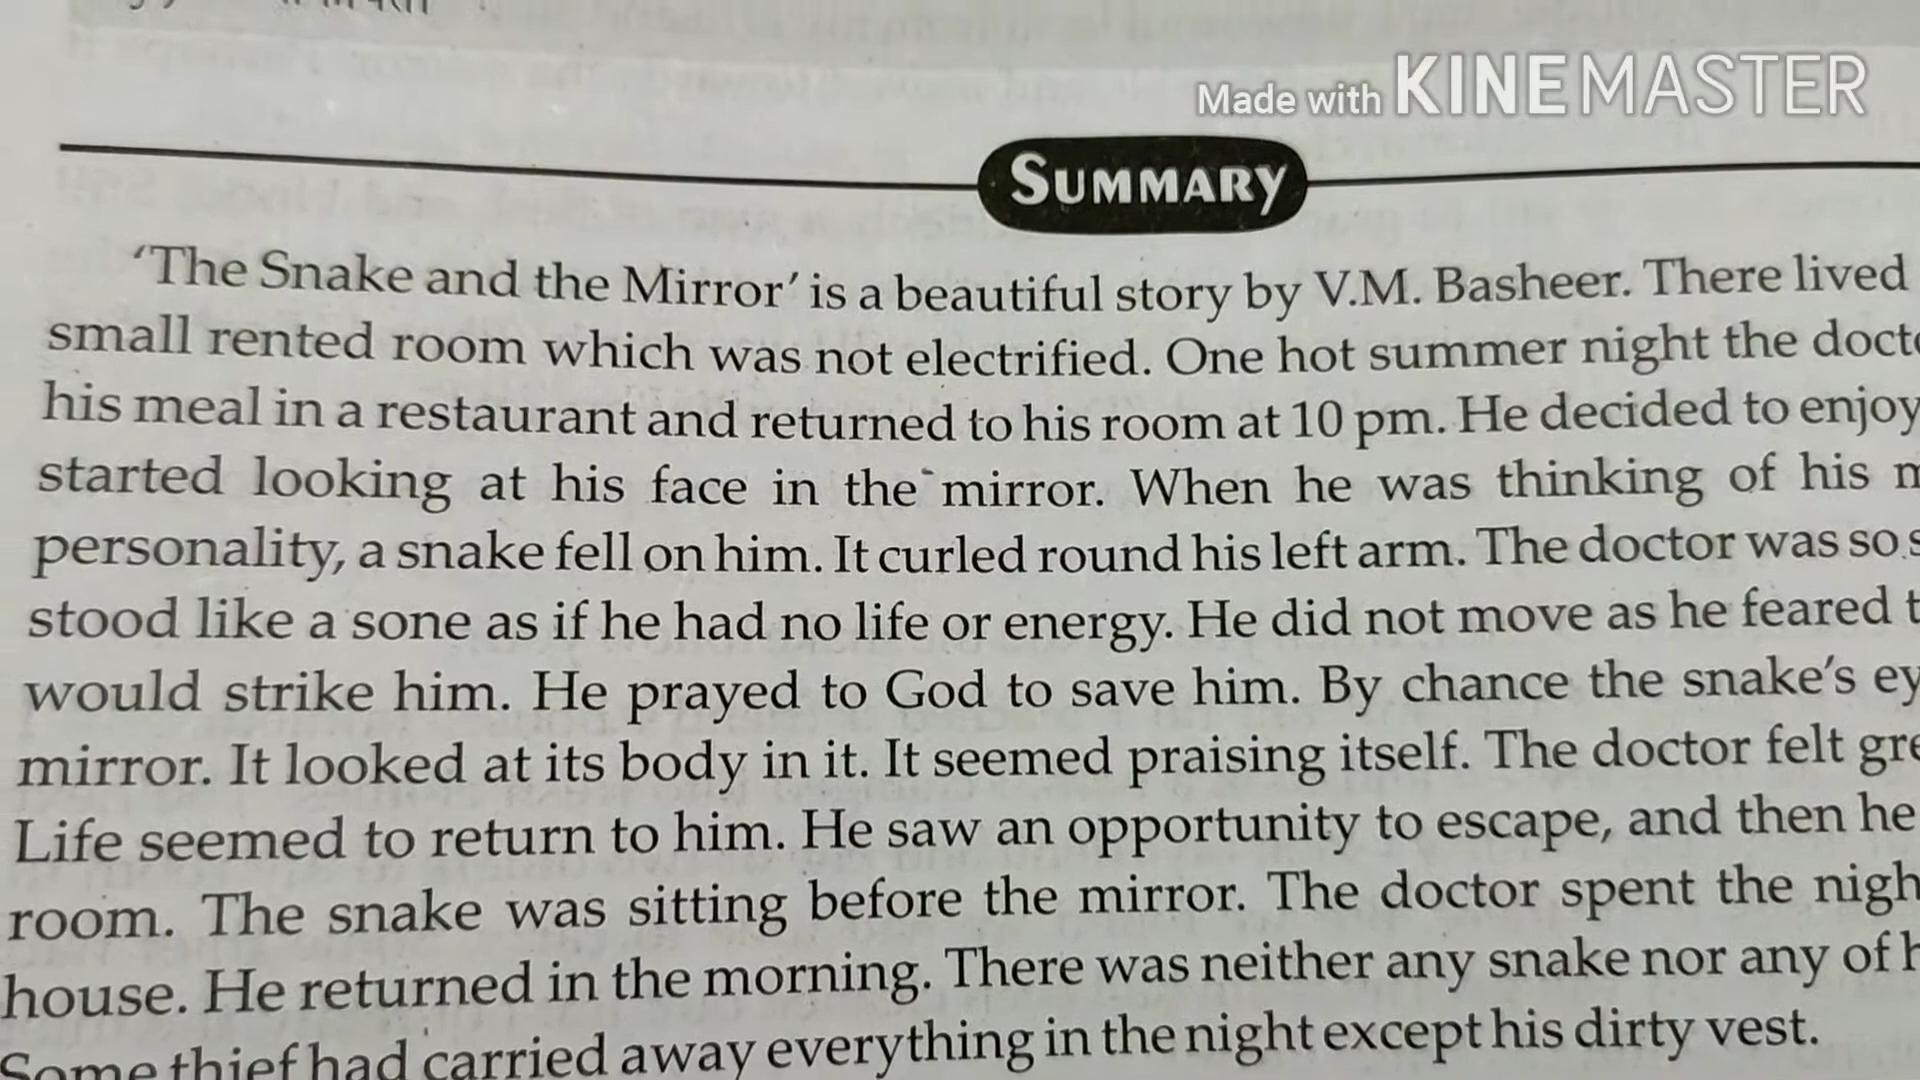 Made with KINEMASTER
SUMMARY
‘The Snake and the Mirror’ is a beautiful story by V.M. Basheer. There lived
small rented room which was not electrified. One hot summer night the
his meal in a restaurant and returned to his room at 10 pm. He decided to enjoy
started looking at his face in the mirror. When he was thinking of his
personality, a snake fell on him. It curled round his left arm. The doctor was so
stood like a sone as if he had no life or energy. He did not move as he feared
would strike him. He prayed to God to save him. By chance the snake’s
mirror. It looked at its body in it. It seemed praising itself. The doctor felt
Life seemed to return to him. He saw an opportunity to escape, and then he
room. The snake was sitting before the mirror. The doctor spent the
house. He returned in the morning. There was neither any snake nor any of
Some thief had carried away everything in the night except his dirty vest.